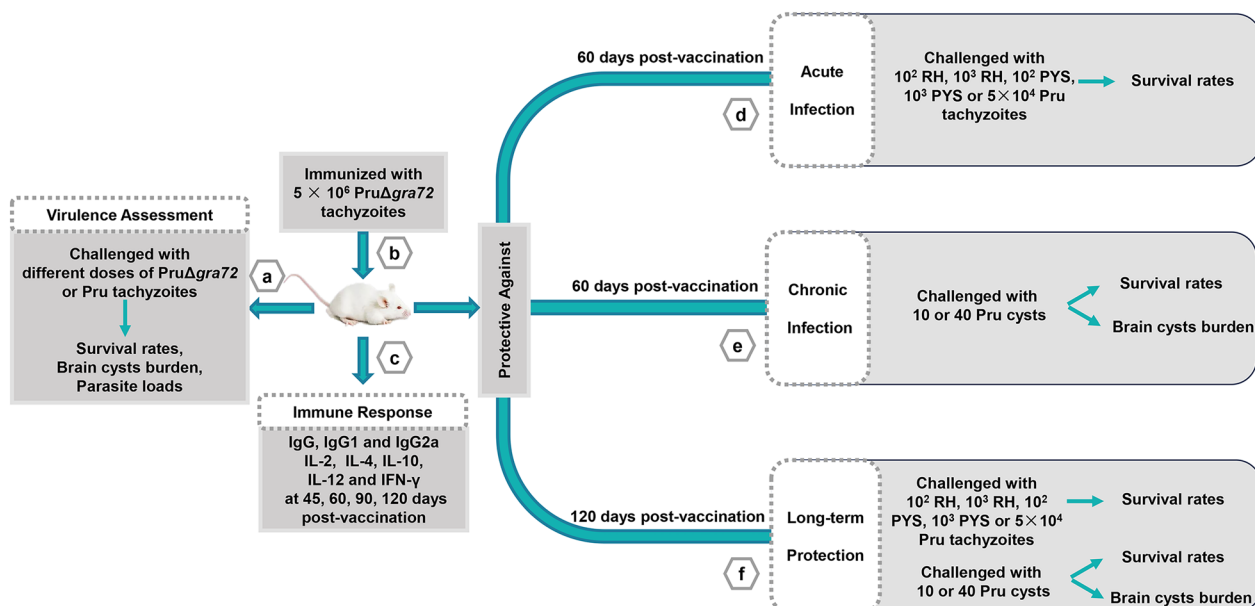 Virulence Assessment
Challenged with
different doses of PruΔgra72
or Pru tachyzoites
Survival rates,
Brain cysts burden,
Parasite loads
a
Immunized with
5 × 10⁶ PruΔgra72
tachyzoites
b
c
Immune Response
IgG, IgG1 and IgG2a
IL-2, IL-4, IL-10,
IL-12 and IFN-γ
at 45, 60, 90, 120 days
post-vaccination
Protective Against
60 days post-vaccination
d
Acute
Infection
Challenged with
10² RH, 10³ RH, 10² PYS,
10³ PYS or 5×10⁴ Pru
tachyzoites
Survival rates
60 days post-vaccination
e
Chronic
Infection
Challenged with
10 or 40 Pru cysts
Survival rates
Brain cysts burden
120 days post-vaccination
f
Long-term
Protection
Challenged with
10² RH, 10³ RH, 10²
PYS, 10³ PYS or 5×10⁴
Pru tachyzoites
Survival rates
Challenged with
10 or 40 Pru cysts
Survival rates
Brain cysts burden